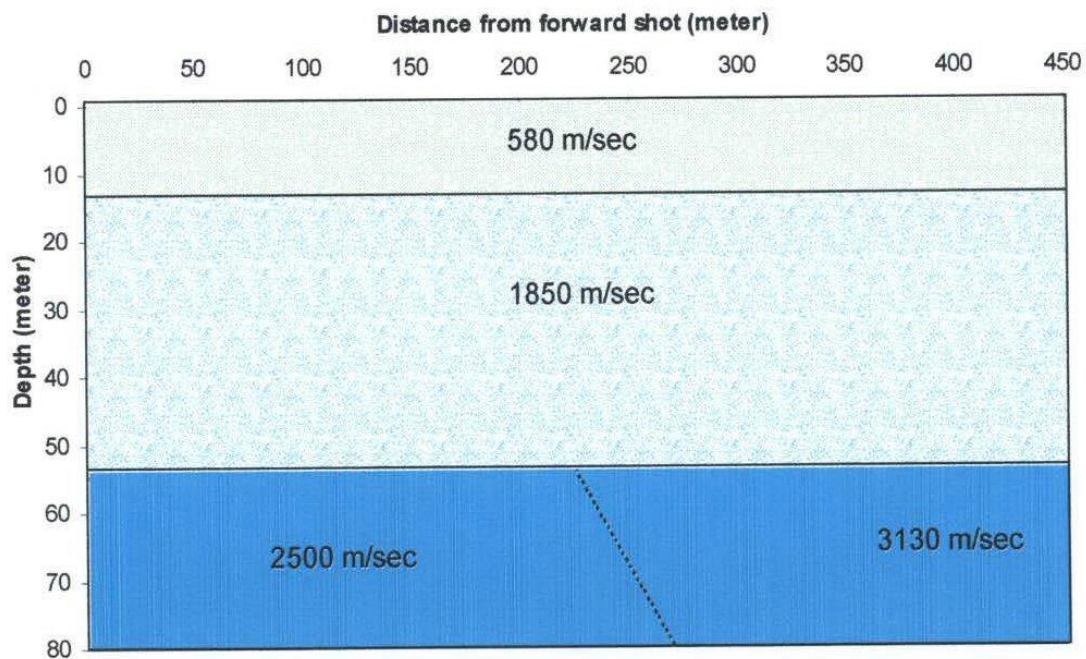 Distance from forward shot (meter)
0 50 100 150 200 250 300 350 400 450
Depth (meter)
0
10
20
30
40
50
60
70
80
580 m/sec
1850 m/sec
2500 m/sec
3130 m/sec